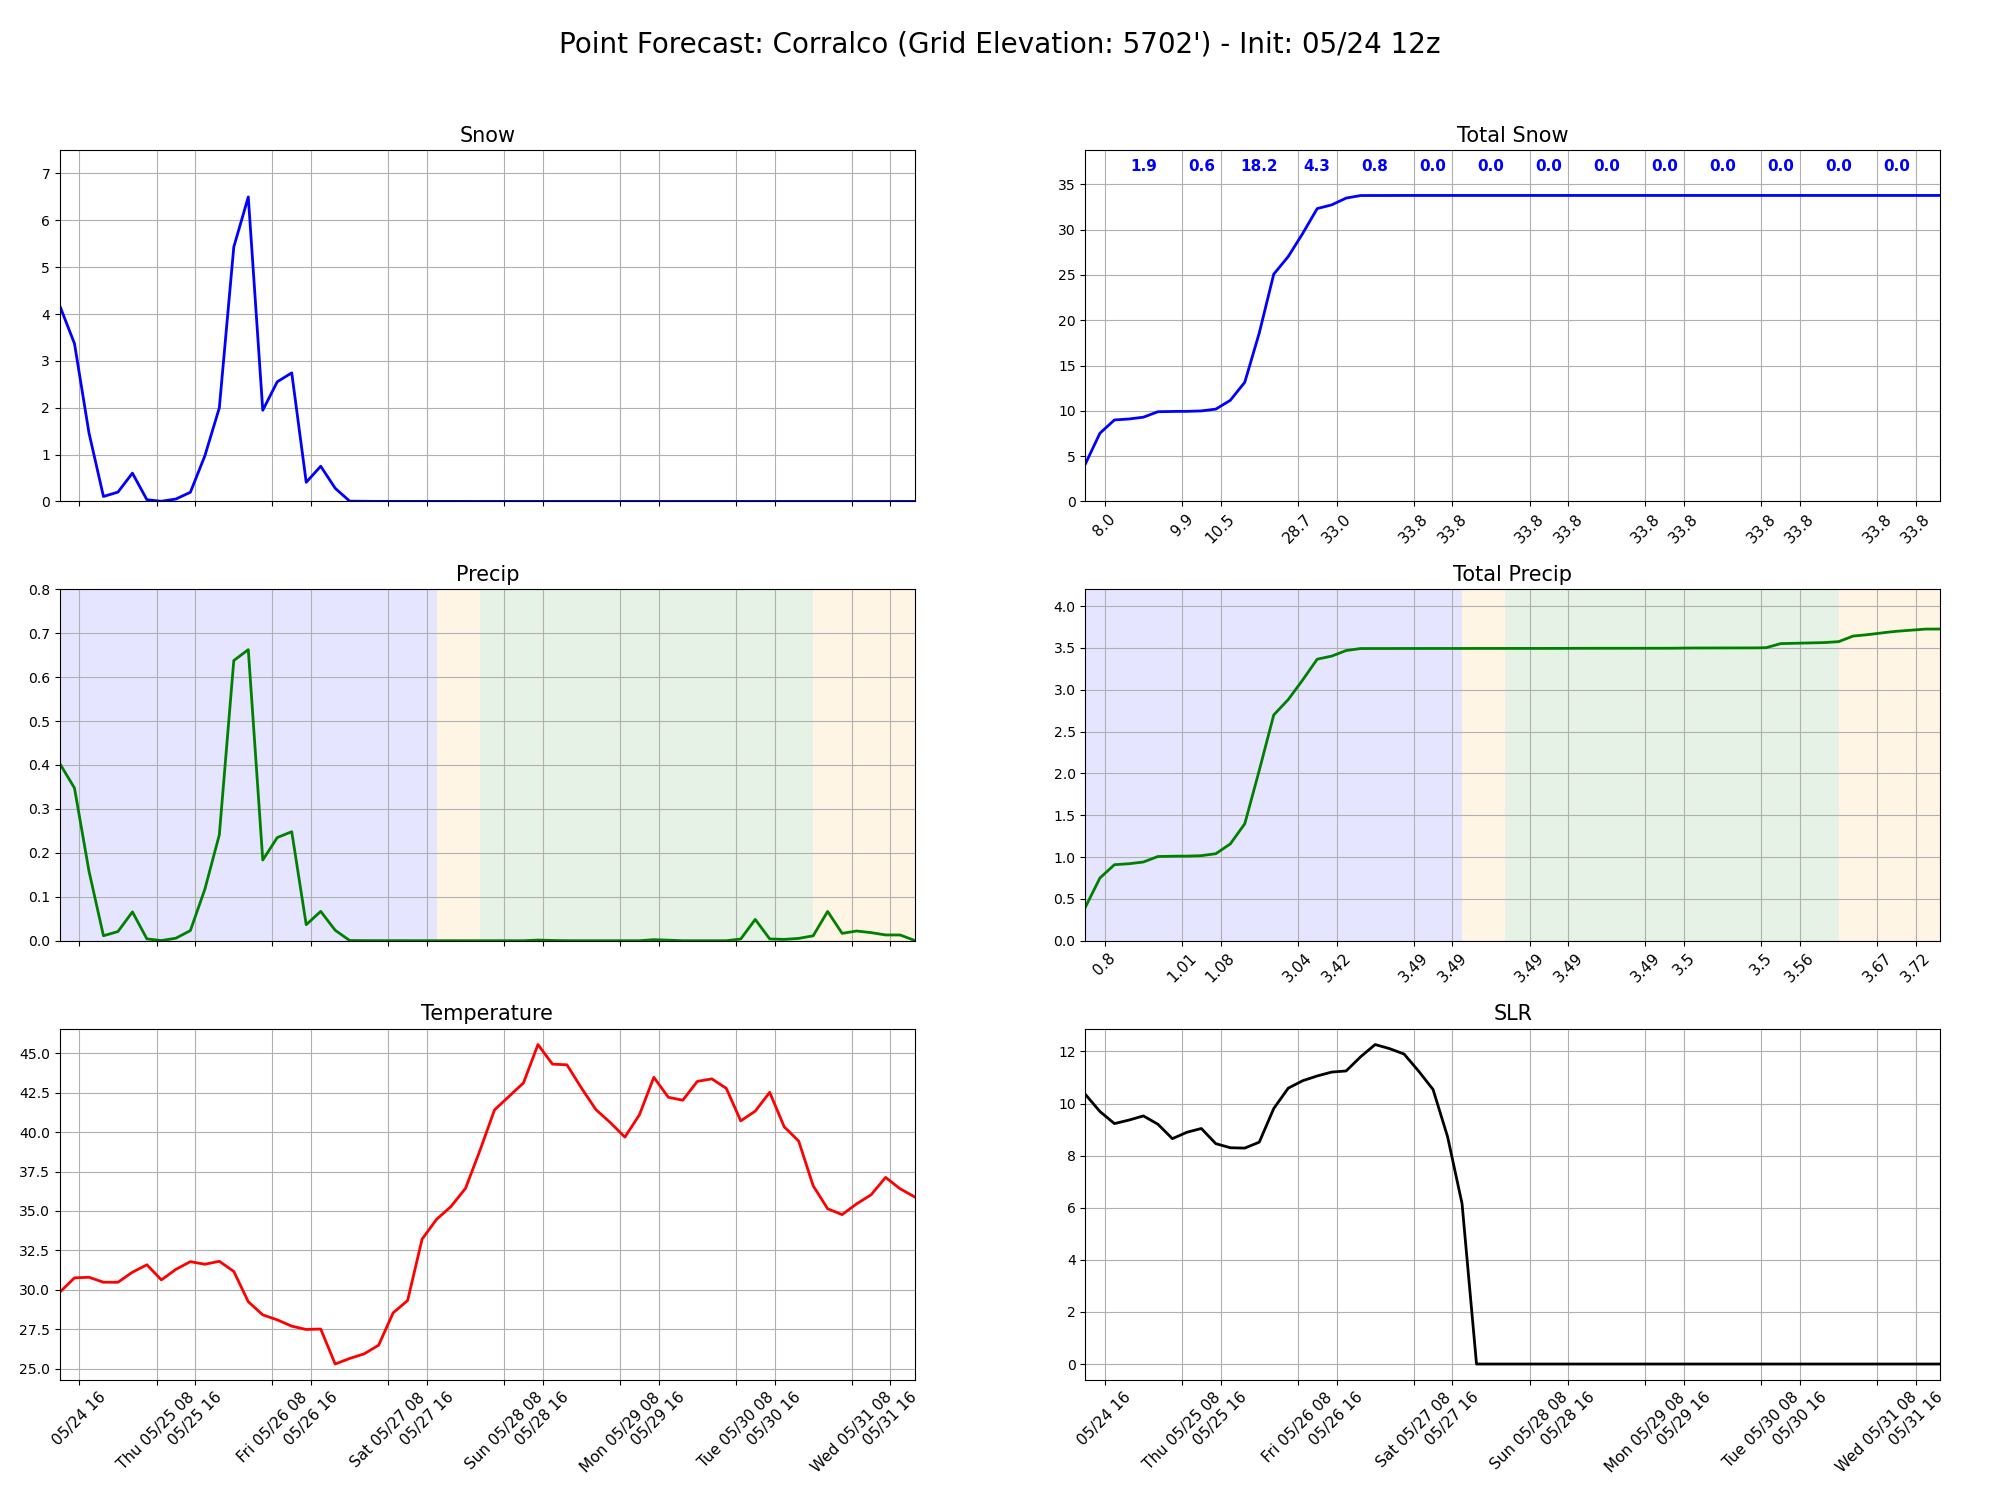 Point Forecast: Corralco (Grid Elevation: 5702') - Init: 05/24 12z
Snow
7
6
5
4
3
2
1
0
Total Snow
1.9 0.6 18.2 4.3 0.8 0.0 0.0 0.0 0.0 0.0 0.0 0.0 0.0 0.0
35
30
25
20
15
10
5
0
8.0 9.9 10.5 28.7 33.0 33.8 33.8 33.8 33.8 33.8 33.8 33.8 33.8 33.8 33.8
Precip
0.8
0.7
0.6
0.5
0.4
0.3
0.2
0.1
0.0
Total Precip
4.0
3.5
3.0
2.5
2.0
1.5
1.0
0.5
0.0
0.8 1.01 1.08 3.04 3.42 3.49 3.49 3.49 3.49 3.49 3.5 3.5 3.56 3.67 3.72
Temperature
45.0
42.5
40.0
37.5
35.0
32.5
30.0
27.5
25.0
05/24 16
Thu 05/25 08
05/25 16
Fri 05/26 08
05/26 16
Sat 05/27 08
05/27 16
Sun 05/28 08
05/28 16
Mon 05/29 08
05/29 16
Tue 05/30 08
05/30 16
Wed 05/31 08
05/31 16
SLR
12
10
8
6
4
2
0
05/24 16
Thu 05/25 08
05/25 16
Fri 05/26 08
05/26 16
Sat 05/27 08
05/27 16
Sun 05/28 08
05/28 16
Mon 05/29 08
05/29 16
Tue 05/30 08
05/30 16
Wed 05/31 08
05/31 16